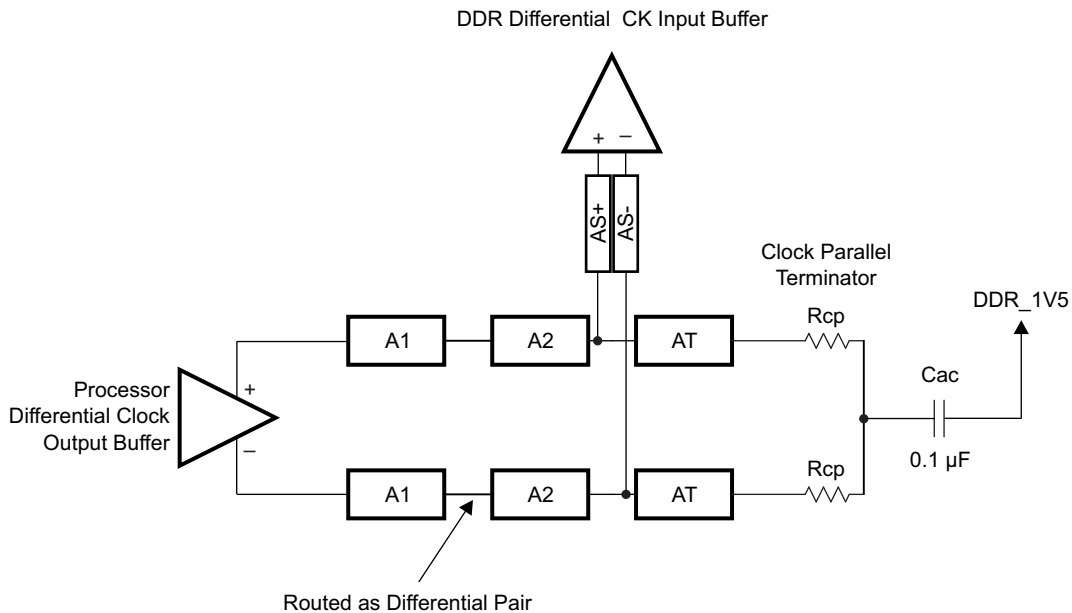 DDR Differential CK Input Buffer
+ −
AS+
AS-
Clock Parallel
Terminator
DDR_1V5
A1
A2
AT
Rcp
Processor
Differential Clock
Output Buffer
+
−
Cac
0.1 µF
Rcp
A1
A2
AT
Routed as Differential Pair